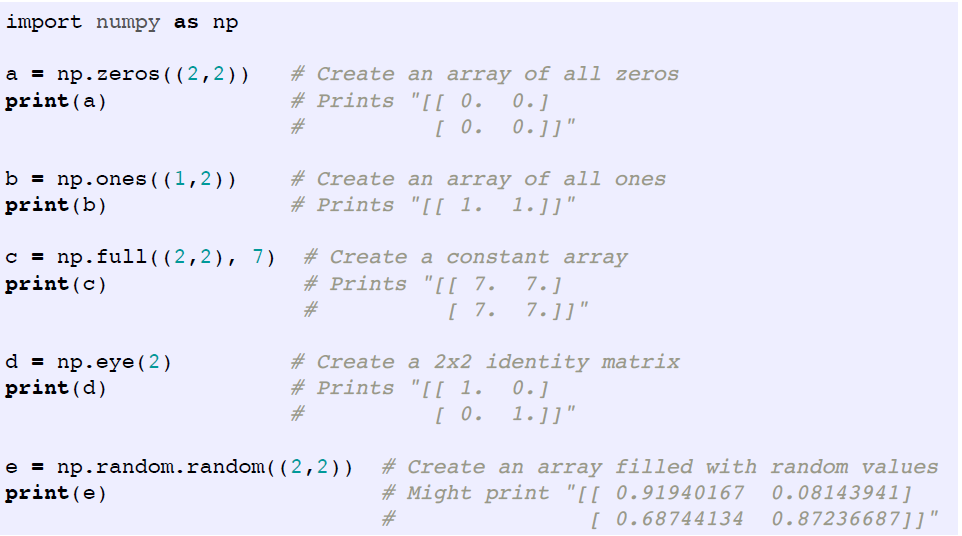 import numpy as np
a = np.zeros((2,2))   # Create an array of all zeros
print(a)              # Prints "[[ 0.  0.]
                      #          [ 0.  0.]]"
b = np.ones((1,2))    # Create an array of all ones
print(b)              # Prints "[[ 1.  1.]]"
c = np.full((2,2), 7)  # Create a constant array
print(c)               # Prints "[[ 7.  7.]
                       #          [ 7.  7.]]"
d = np.eye(2)         # Create a 2x2 identity matrix
print(d)              # Prints "[[ 1.  0.]
                      #          [ 0.  1.]]"
e = np.random.random((2,2))  # Create an array filled with random values
print(e)                     # Might print "[[ 0.91940167  0.08143941]
                             #               [ 0.68744134  0.87236687]]"